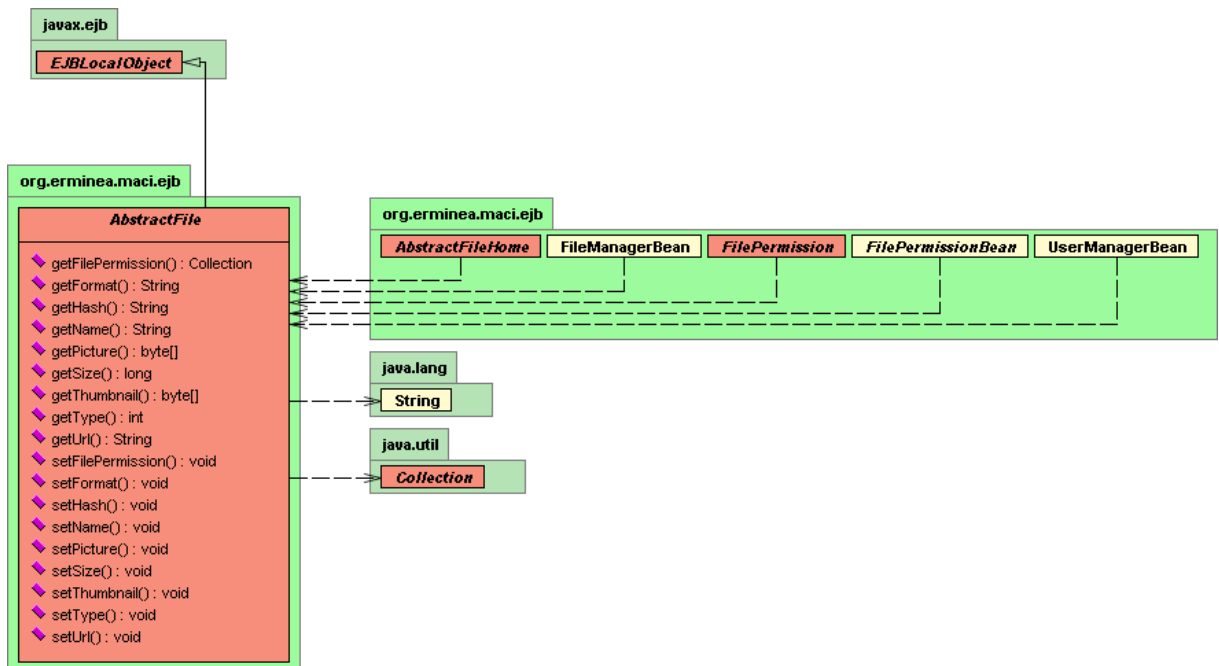 javax.ejb
EJBLocalObject
org.erminea.maci.ejb
AbstractFile
getFilePermission() : Collection
getFormat() : String
getHash() : String
getName() : String
getPicture() : byte[]
getSize() : long
getThumbnail() : byte[]
getType() : int
getUrl() : String
setFilePermission() : void
setFormat() : void
setHash() : void
setName() : void
setPicture() : void
setSize() : void
setThumbnail() : void
setType() : void
setUrl() : void
org.erminea.maci.ejb
AbstractFileHome FileManagerBean FilePermission FilePermissionBean UserManagerBean
java.lang
String
java.util
Collection